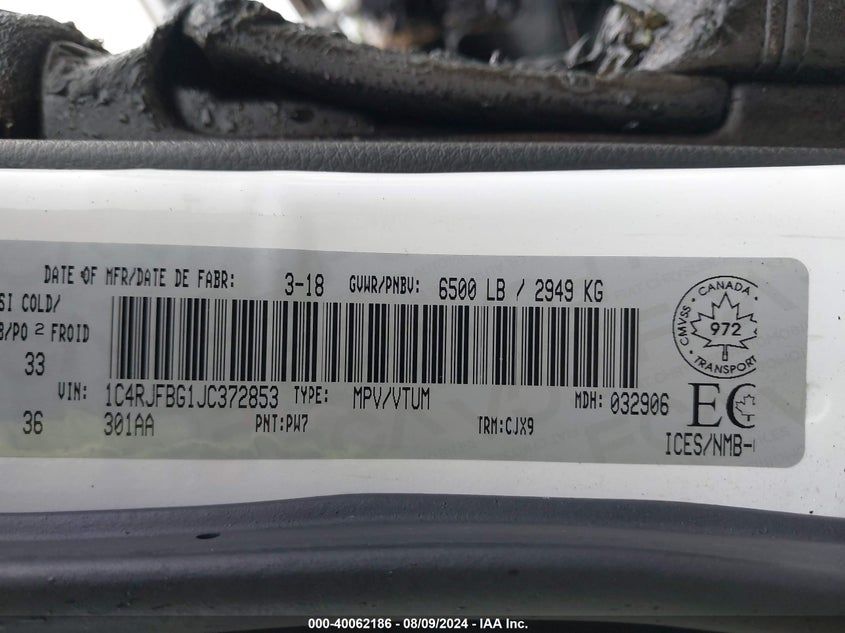 DATE OF MFR/DATE DE FABR: 3-18 GVWR/PNBV: 6500 LB / 2949 KG
SI COLD/
/PO 2 FROID
33
VIN: 1C4RJFBG1JC372853 TYPE: MPV/VTUM MDH: 032906
36 301AA PNT:PW7 TRM:CJX9
CANADA
CMVSS
972
TRANSPORT
EC
ICES/NMB-
000-40062186 - 08/09/2024 - IAA Inc.